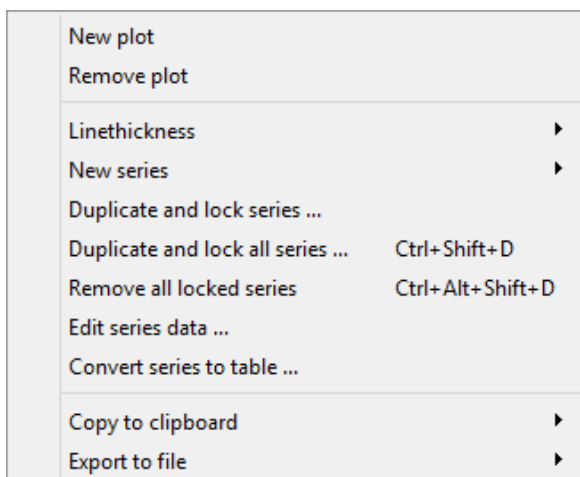 New plot
Remove plot
Linethickness
New series
Duplicate and lock series ...
Duplicate and lock all series ... Ctrl+Shift+D
Remove all locked series Ctrl+Alt+Shift+D
Edit series data ...
Convert series to table ...
Copy to clipboard
Export to file